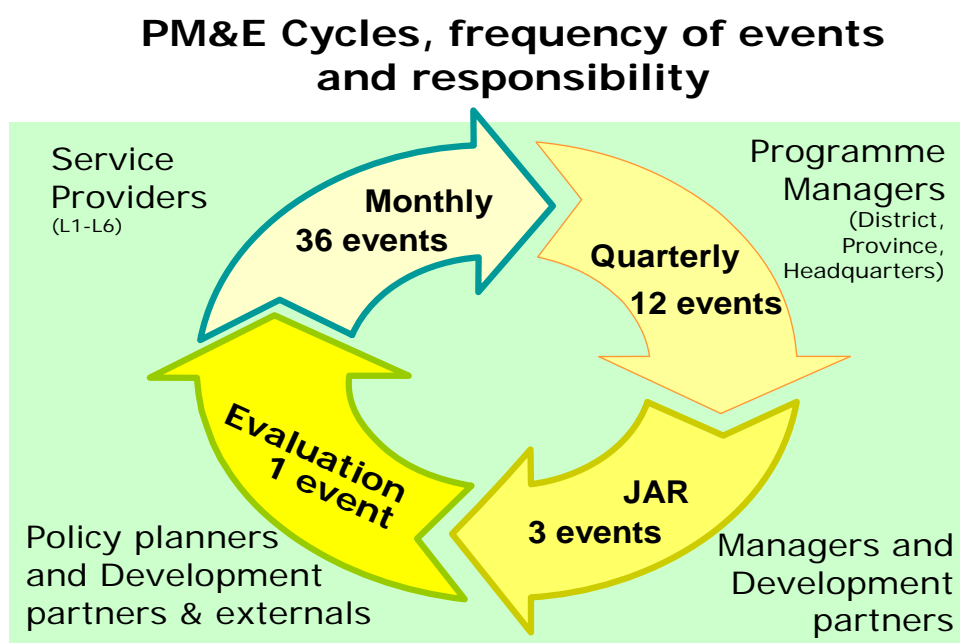 PM&E Cycles, frequency of events
and responsibility
Service
Providers
(L1-L6)
Monthly
36 events
Programme
Managers
(District,
Province,
Headquarters)
Quarterly
12 events
JAR
3 events
Managers and
Development
partners
Evaluation
1 event
Policy planners
and Development
partners & externals